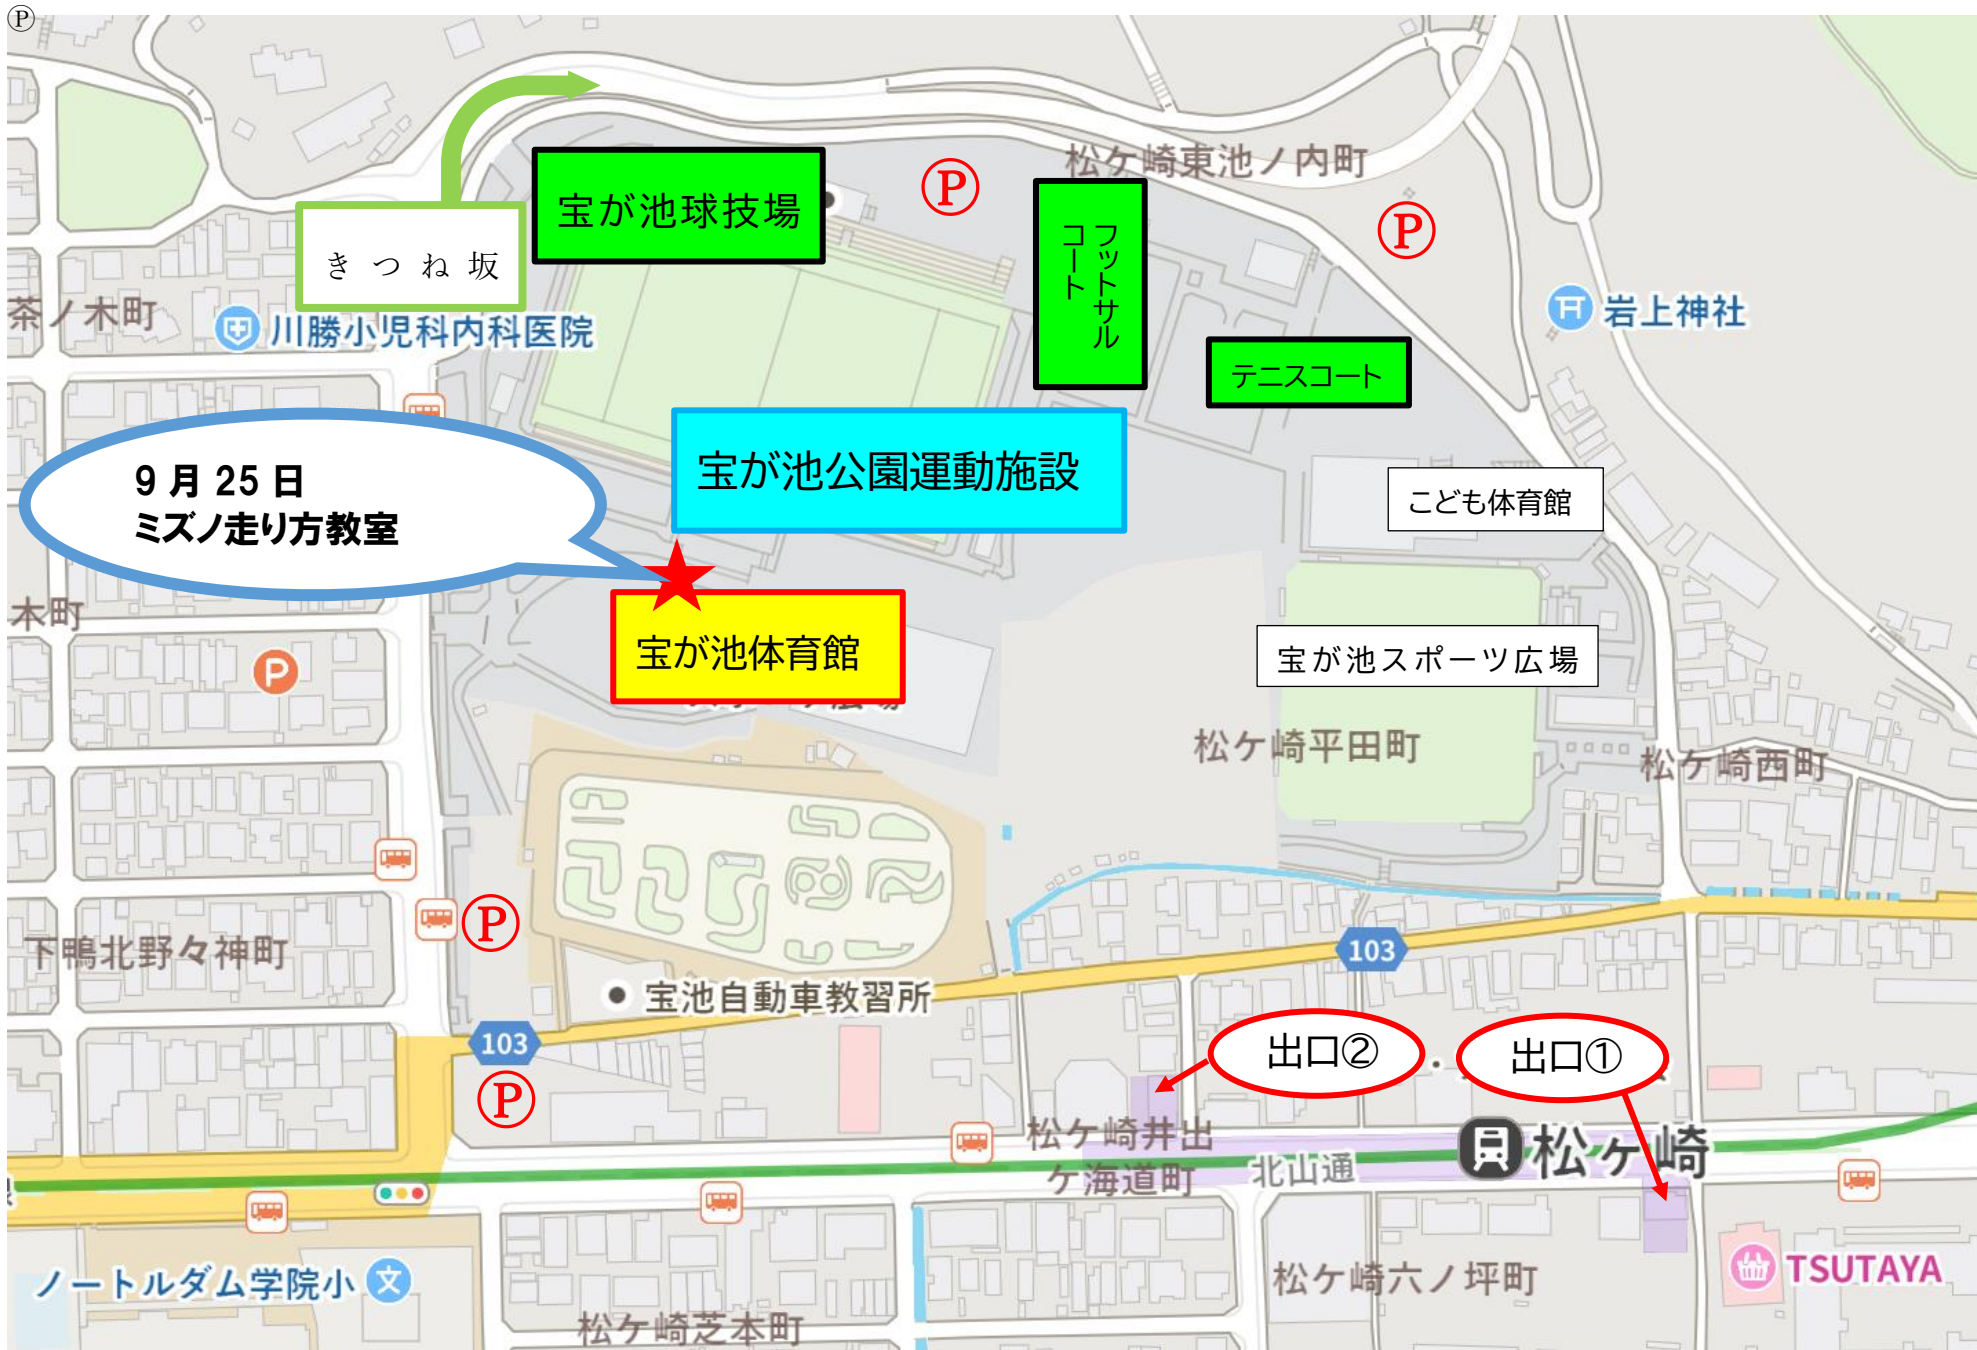 Ⓟ
松ケ崎東池ノ内町
宝が池球技場
Ⓟ
Ⓟ
フットサル
コート
きつね坂
茶ノ木町
川勝小児科内科医院
岩上神社
テニスコート
宝が池公園運動施設
9月25日
ミズノ走り方教室
こども体育館
木町
宝が池体育館
宝が池スポーツ広場
P
松ケ崎平田町
松ケ崎西町
Ⓟ
下鴨北野々神町
103
宝池自動車教習所
103
出口②
出口①
Ⓟ
松ケ崎井出
ケ海道町
北山通
松ヶ崎
ノートルダム学院小
文
松ケ崎六ノ坪町
TSUTAYA
松ケ崎芝本町